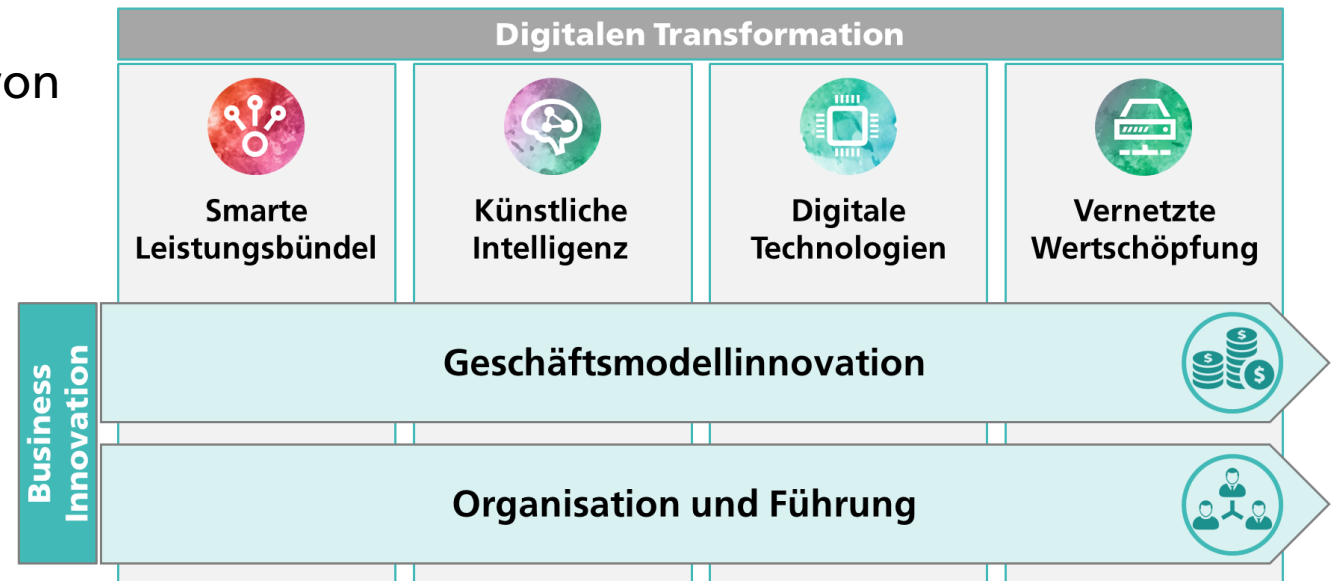 Digitalen Transformation
von
Smarte
Leistungsbündel
Künstliche
Intelligenz
Digitale
Technologien
Vernetzte
Wertschöpfung
Business
Innovation
Geschäftsmodellinnovation
Organisation und Führung